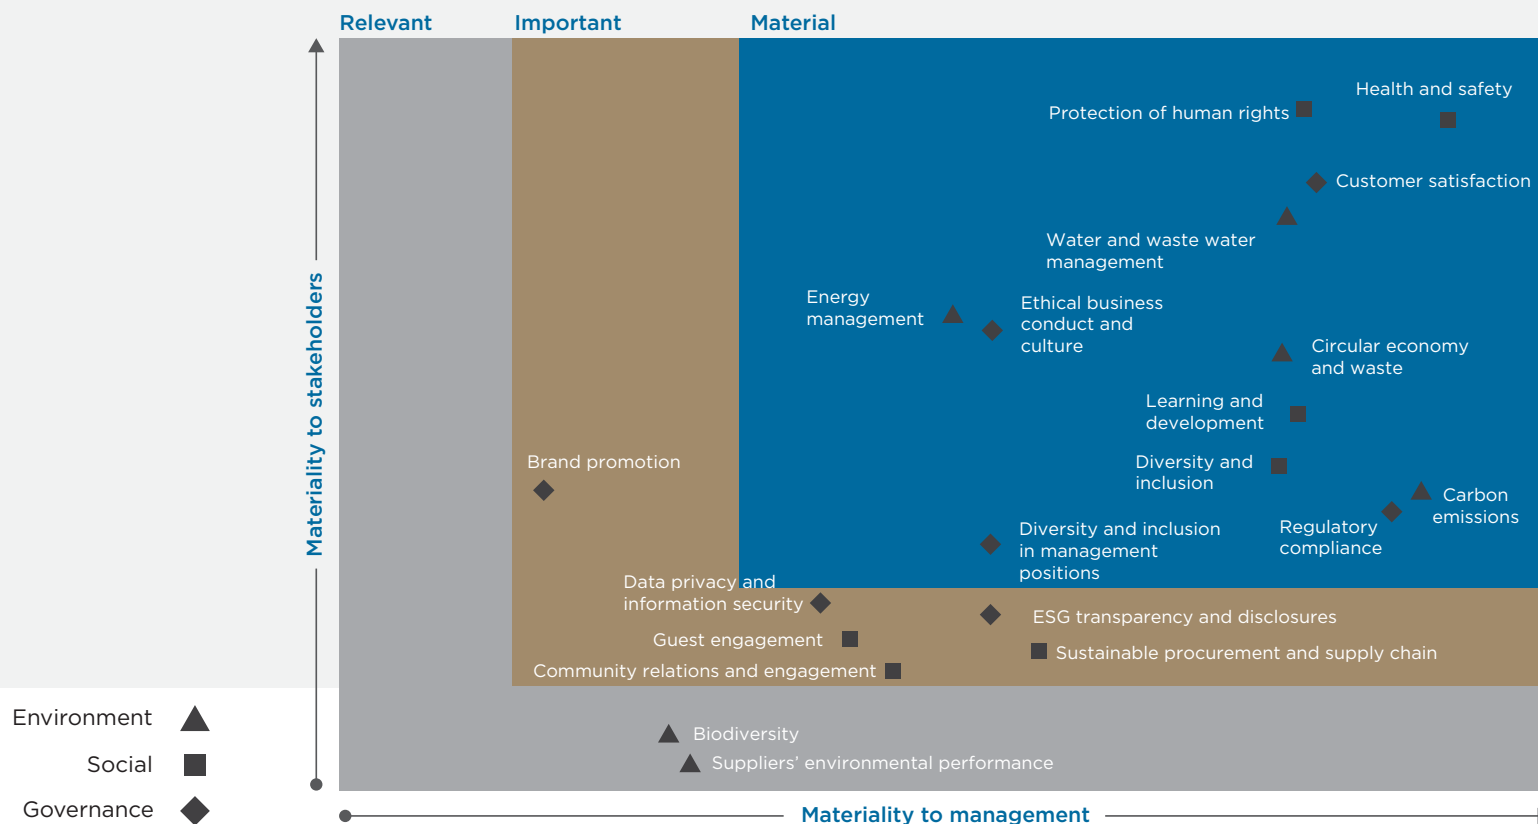 Relevant
Important
Material
Health and safety
Protection of human rights
Customer satisfaction
Water and waste water
management
Energy
management
Ethical business
conduct and
culture
Circular economy
and waste
Learning and
development
Brand promotion
Diversity and
inclusion
Carbon
emissions
Regulatory
compliance
Diversity and inclusion
in management
positions
Data privacy and
information security
ESG transparency and disclosures
Guest engagement
Sustainable procurement and supply chain
Community relations and engagement
Biodiversity
Suppliers’ environmental performance
Materiality to stakeholders
Materiality to management
Environment
Social
Governance